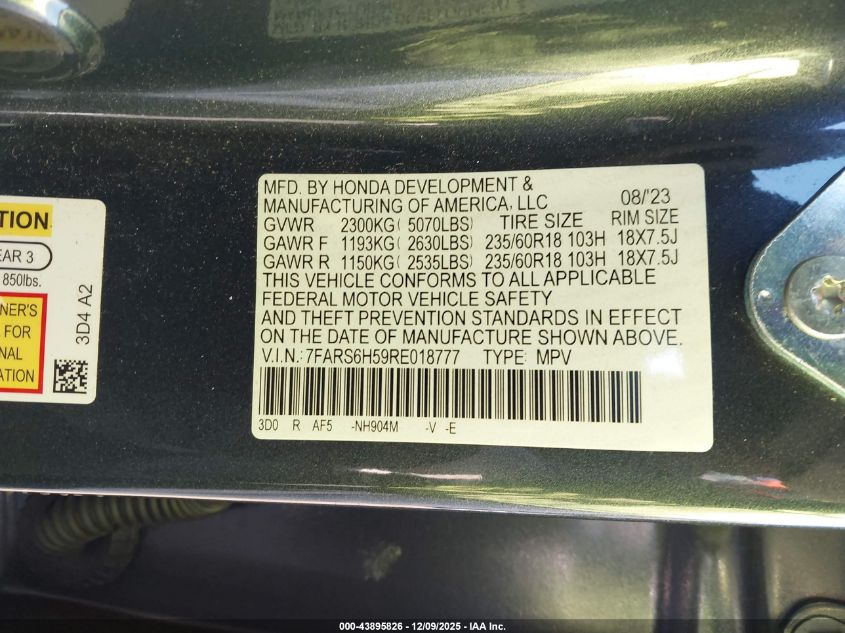 MFD. BY HONDA DEVELOPMENT &
MANUFACTURING OF AMERICA, LLC 08/'23
GVWR 2300KG( 5070LBS) TIRE SIZE RIM SIZE
GAWR F 1193KG( 2630LBS) 235/60R18 103H 18X7.5J
GAWR R 1150KG( 2535LBS) 235/60R18 103H 18X7.5J
THIS VEHICLE CONFORMS TO ALL APPLICABLE
FEDERAL MOTOR VEHICLE SAFETY
AND THEFT PREVENTION STANDARDS IN EFFECT
ON THE DATE OF MANUFACTURE SHOWN ABOVE.
V.I.N.:7FARS6H59RE018777 TYPE: MPV
3D0 R AF5 -NH904M -V -E
TION
EAR 3
850lbs.
NER'S
FOR
NAL
ATION
3D4 A2
000-43895826 - 12/09/2025 - IAA Inc.